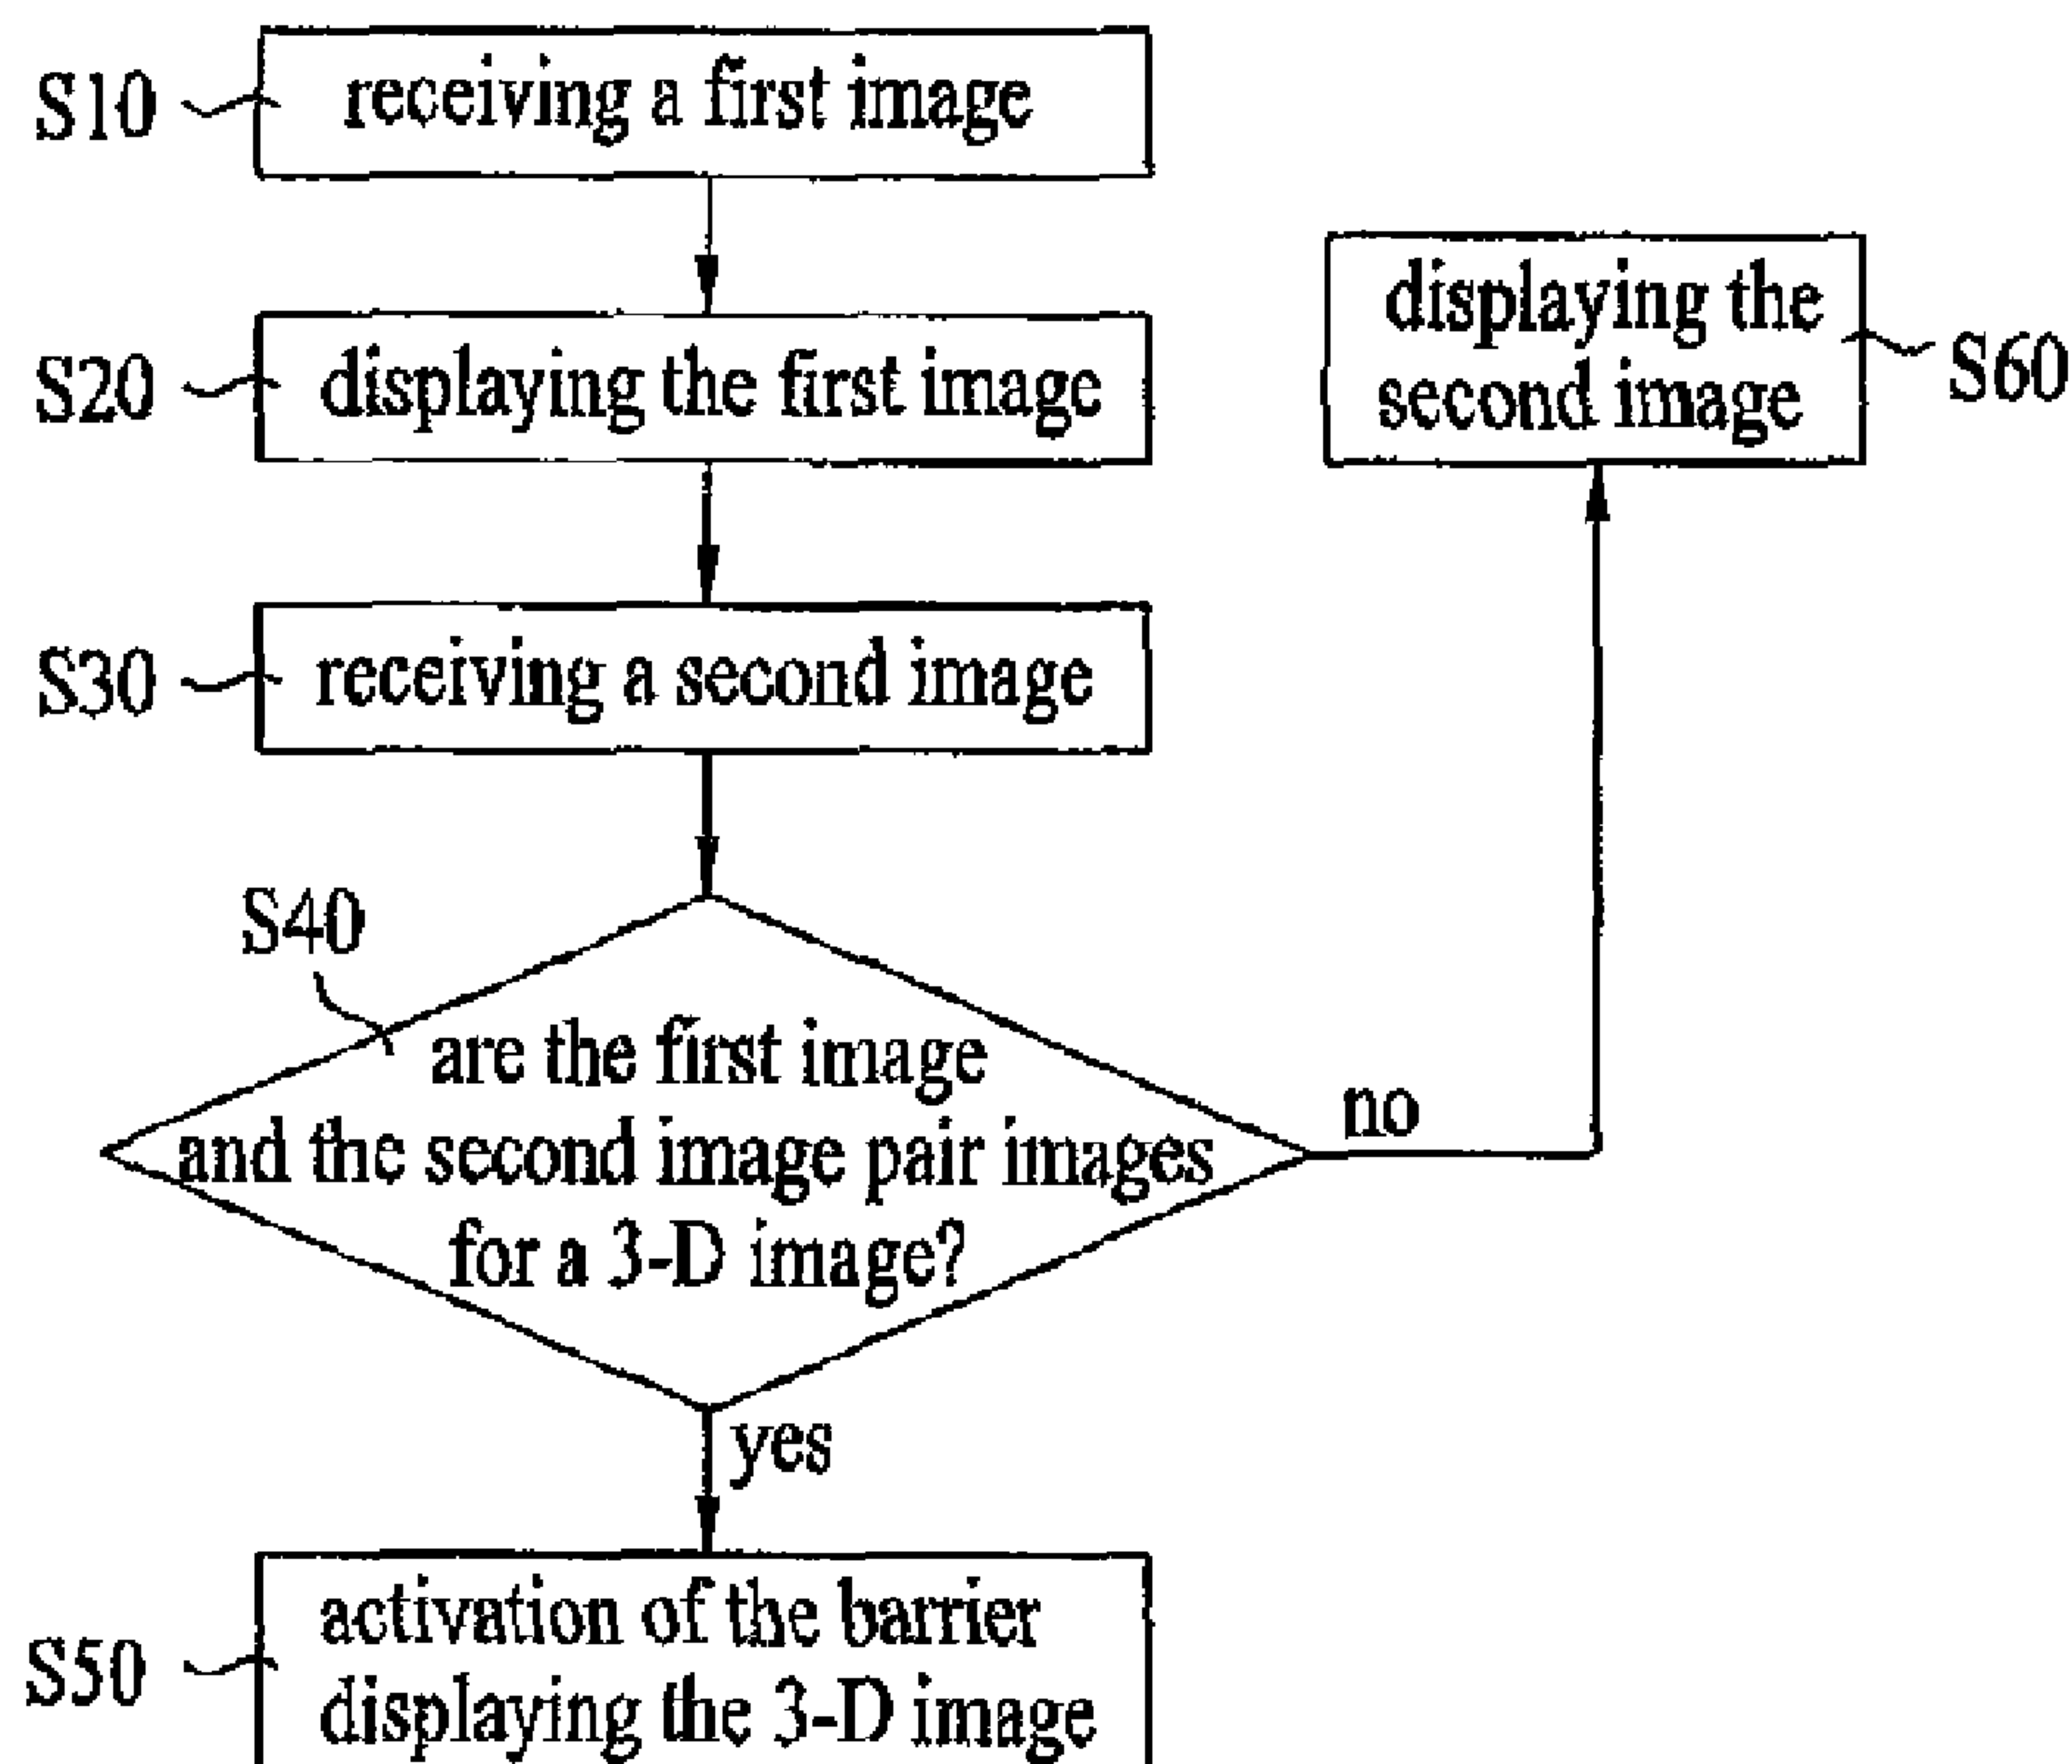 S10
receiving a first image
S20
displaying the first image
displaying the
second image
S60
S30
receiving a second image
S40
are the first image
and the second image pair images
for a 3-D image?
no
yes
S50
activation of the barrier
displaying the 3-D image